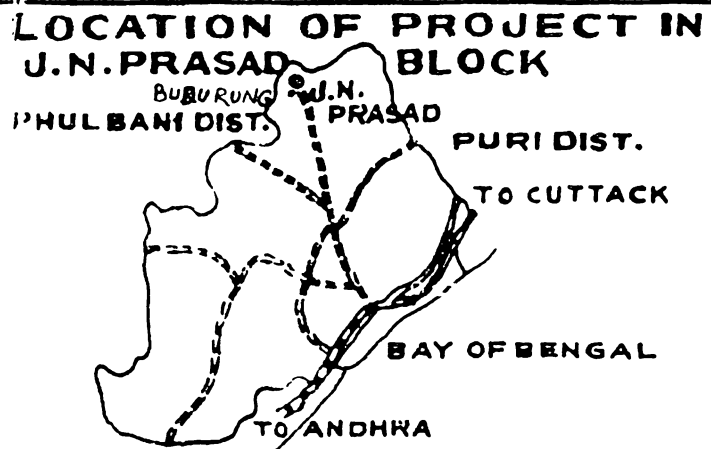 LOCATION OF PROJECT IN
J.N. PRASAD BLOCK
BUBURUNG J.N.
PRASAD
PHULBANI DIST.
PURI DIST.
TO CUTTACK
BAY OF BENGAL
TO ANDHRA